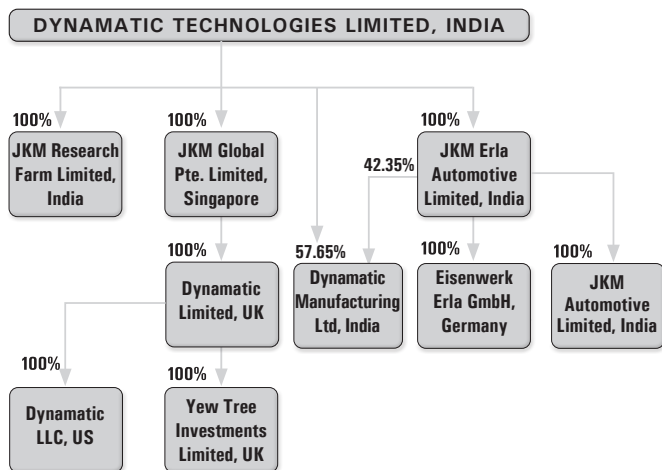 DYNAMATIC TECHNOLOGIES LIMITED, INDIA
100%
JKM Research
Farm Limited,
India
100%
JKM Global
Pte. Limited,
Singapore
100%
JKM Erla
Automotive
Limited, India
42.35%
100%
Dynamatic
Limited, UK
57.65%
Dynamatic
Manufacturing
Ltd, India
100%
Eisenwerk
Erla GmbH,
Germany
100%
JKM
Automotive
Limited, India
100%
Dynamatic
LLC, US
100%
Yew Tree
Investments
Limited, UK